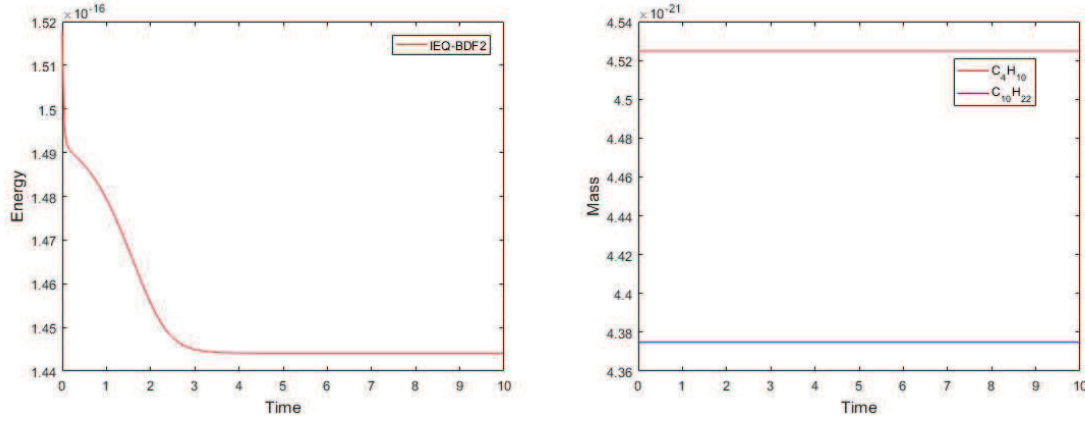 ×10⁻¹⁶
1.52
1.51
1.5
1.49
1.48
1.47
1.46
1.45
1.44
Energy
IEQ-BDF2
0 1 2 3 4 5 6 7 8 9 10
Time
×10⁻²¹
4.54
4.52
4.5
4.48
4.46
4.44
4.42
4.4
4.38
4.36
Mass
C₄H₁₀
C₁₀H₂₂
0 1 2 3 4 5 6 7 8 9 10
Time